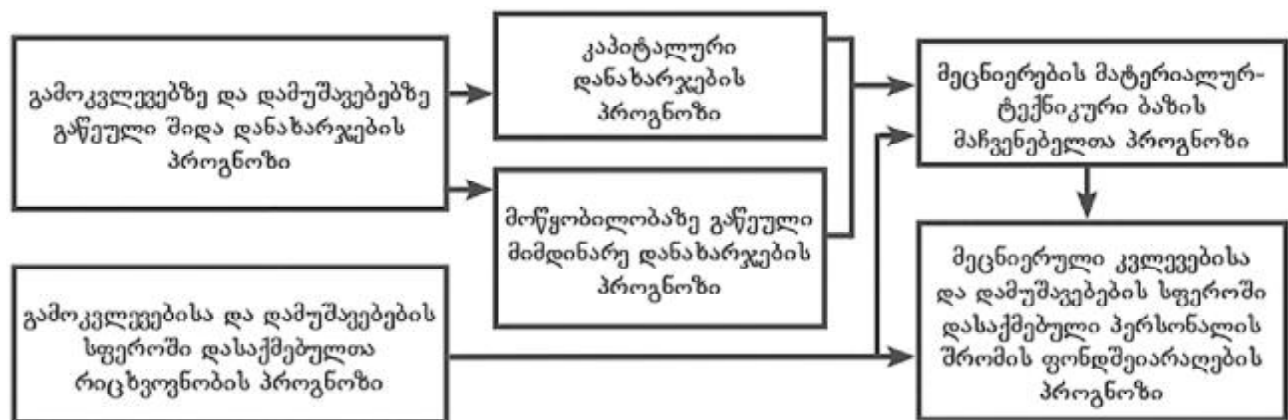 გამოკვლევებზე და დამუშავებებზე
გაწეული შიდა დანახარჯების
პროგნოზი
კაპიტალური
დანახარჯების
პროგნოზი
მეცნიერების მატერიალურ-
ტექნიკური ბაზის
მაჩვენებელთა პროგნოზი
მოწყობილობაზე გაწეული
მიმდინარე დანახარჯების
პროგნოზი
გამოკვლევებისა და დამუშავებების
სფეროში დასაქმებულთა
რიცხვოვნობის პროგნოზი
მეცნიერული კვლევებისა
და დამუშავებების სფეროში
დასაქმებული პერსონალის
შრომის ფონდშეიარაღების
პროგნოზი